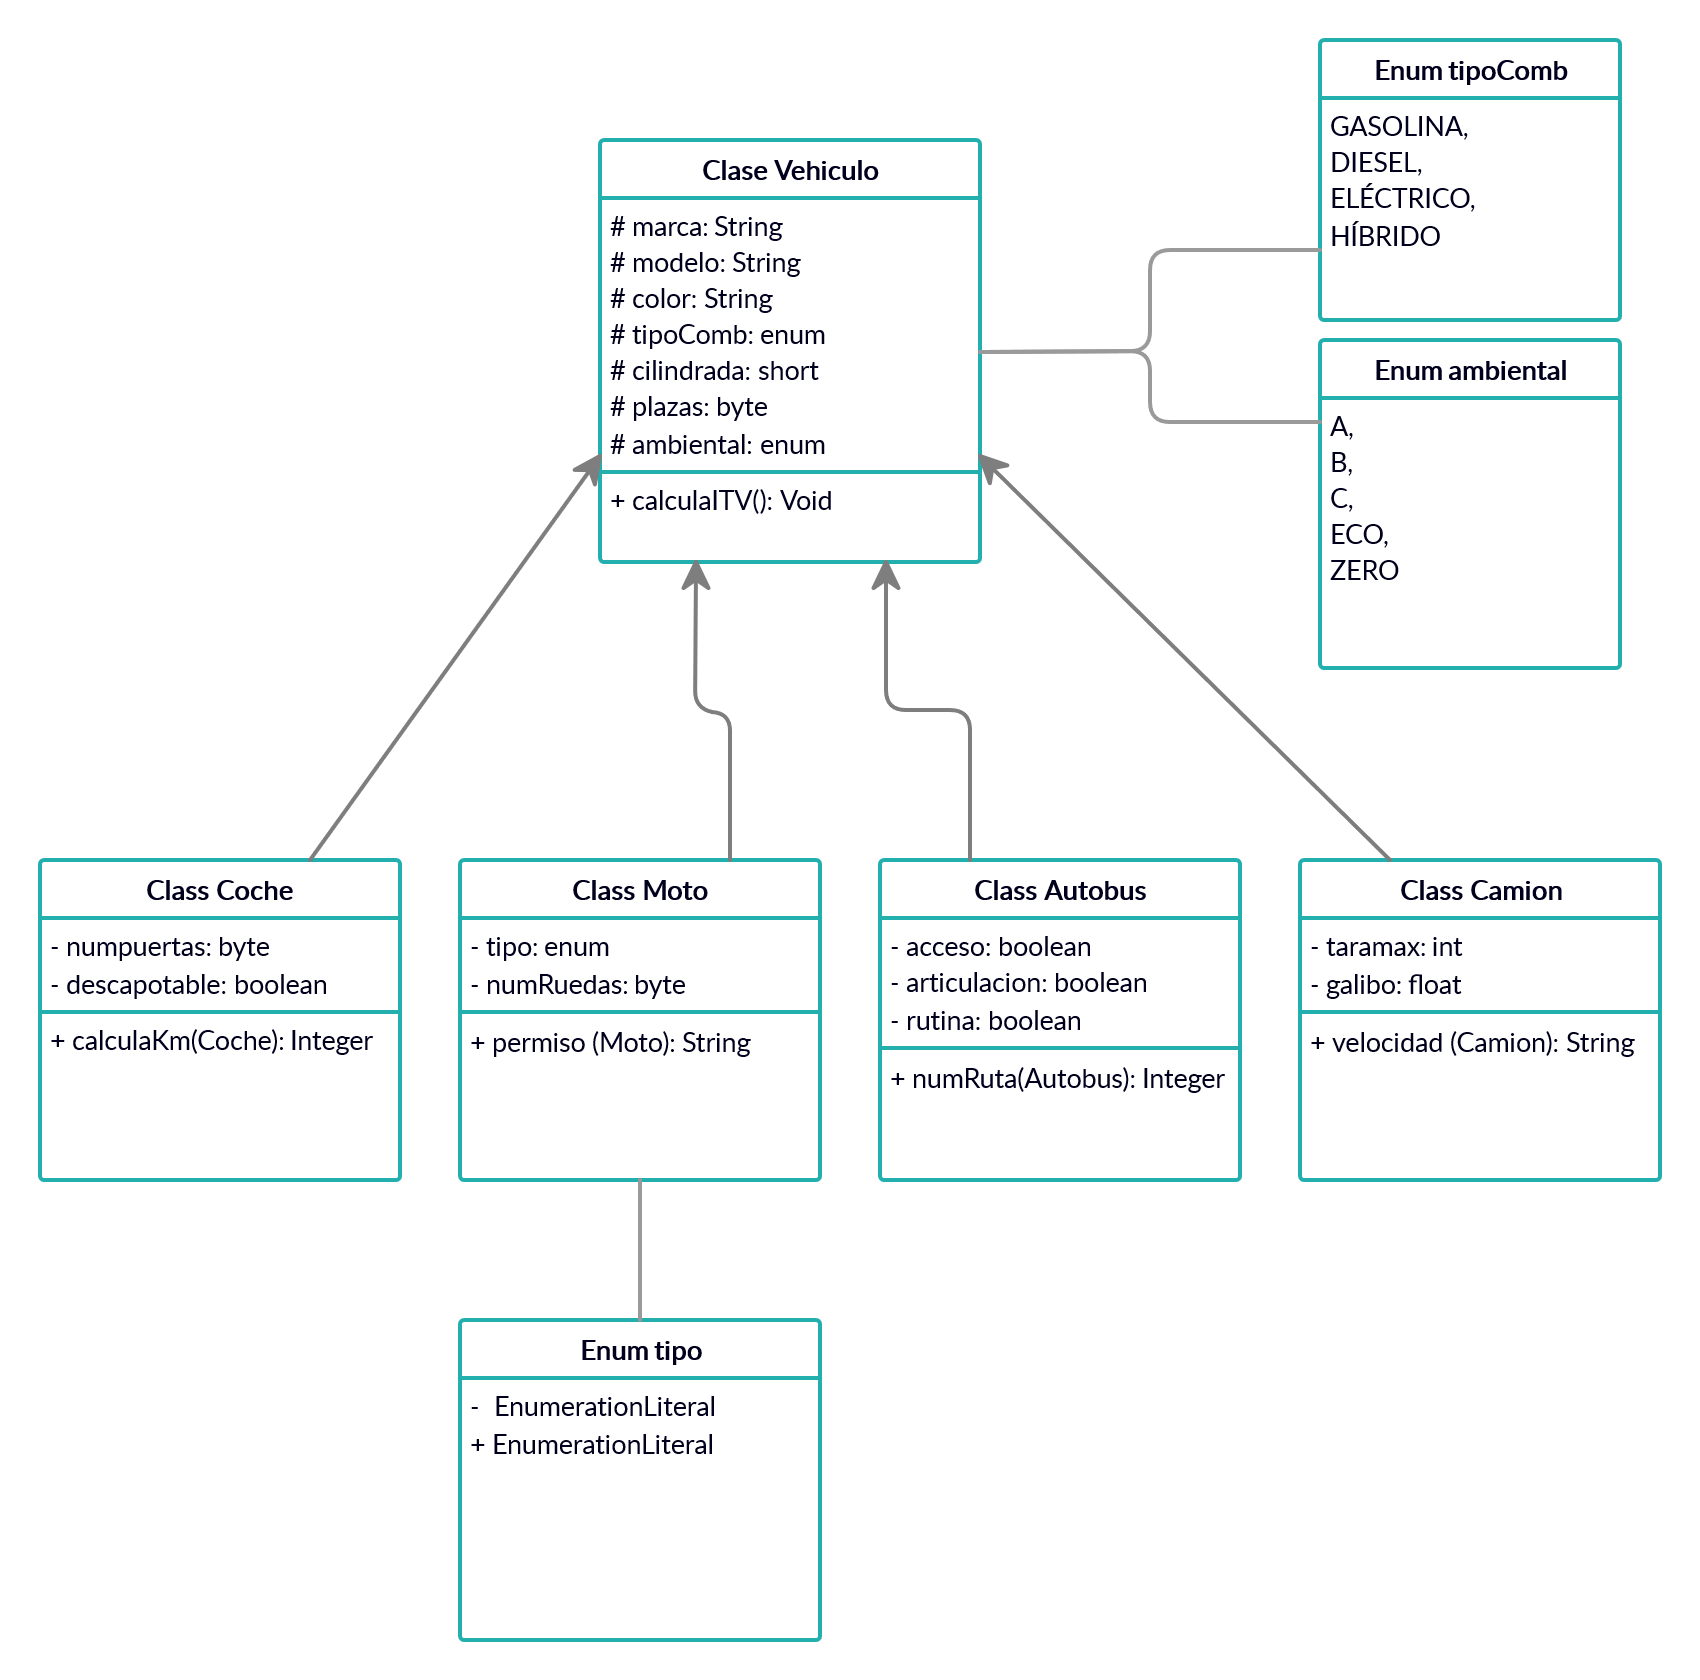 Enum tipoComb
GASOLINA,
DIESEL,
ELÉCTRICO,
HÍBRIDO
Clase Vehiculo
# marca: String
# modelo: String
# color: String
# tipoComb: enum
# cilindrada: short
# plazas: byte
# ambiental: enum
+ calculaITV(): Void
Enum ambiental
A,
B,
C,
ECO,
ZERO
Class Coche
- numpuertas: byte
- descapotable: boolean
+ calculaKm(Coche): Integer
Class Moto
- tipo: enum
- numRuedas: byte
+ permiso (Moto): String
Class Autobus
- acceso: boolean
- articulacion: boolean
- rutina: boolean
+ numRuta(Autobus): Integer
Class Camion
- taramax: int
- galibo: float
+ velocidad (Camion): String
Enum tipo
- EnumerationLiteral
+ EnumerationLiteral